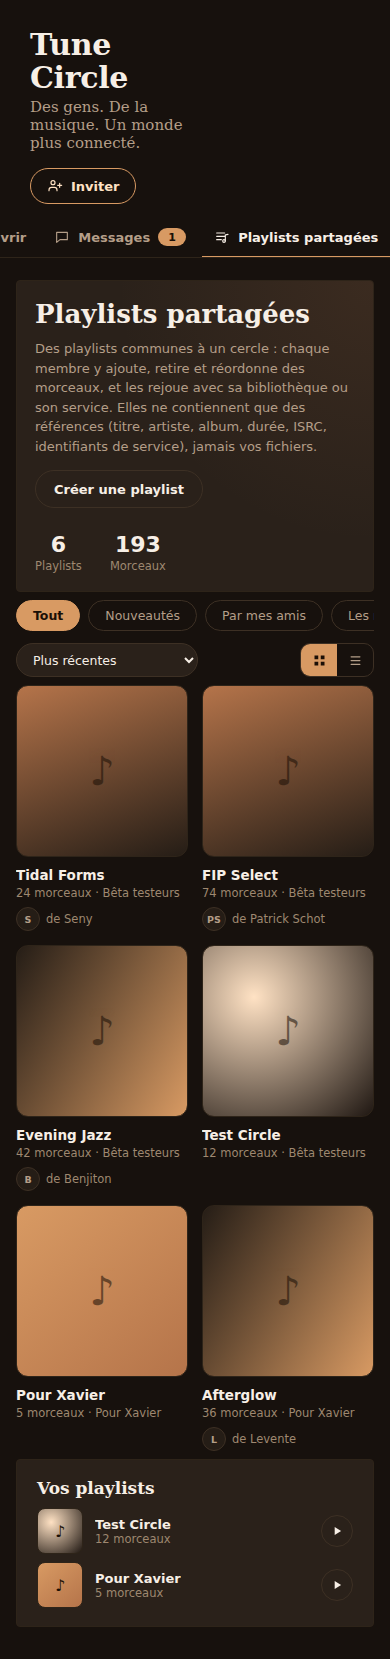 Tune
Circle
Des gens. De la
musique. Un monde
plus connecté.
Inviter
vrir
Messages 1
Playlists partagées
Playlists partagées
Des playlists communes à un cercle : chaque
membre y ajoute, retire et réordonne des
morceaux, et les rejoue avec sa bibliothèque ou
son service. Elles ne contiennent que des
références (titre, artiste, album, durée, ISRC,
identifiants de service), jamais vos fichiers.
Créer une playlist
6 193
Playlists Morceaux
Tout Nouveautés Par mes amis Les
Plus récentes
Tidal Forms
24 morceaux · Bêta testeurs
S de Seny
FIP Select
74 morceaux · Bêta testeurs
PS de Patrick Schot
Evening Jazz
42 morceaux · Bêta testeurs
B de Benjiton
Test Circle
12 morceaux · Bêta testeurs
Pour Xavier
5 morceaux · Pour Xavier
Afterglow
36 morceaux · Pour Xavier
L de Levente
Vos playlists
Test Circle
12 morceaux
Pour Xavier
5 morceaux